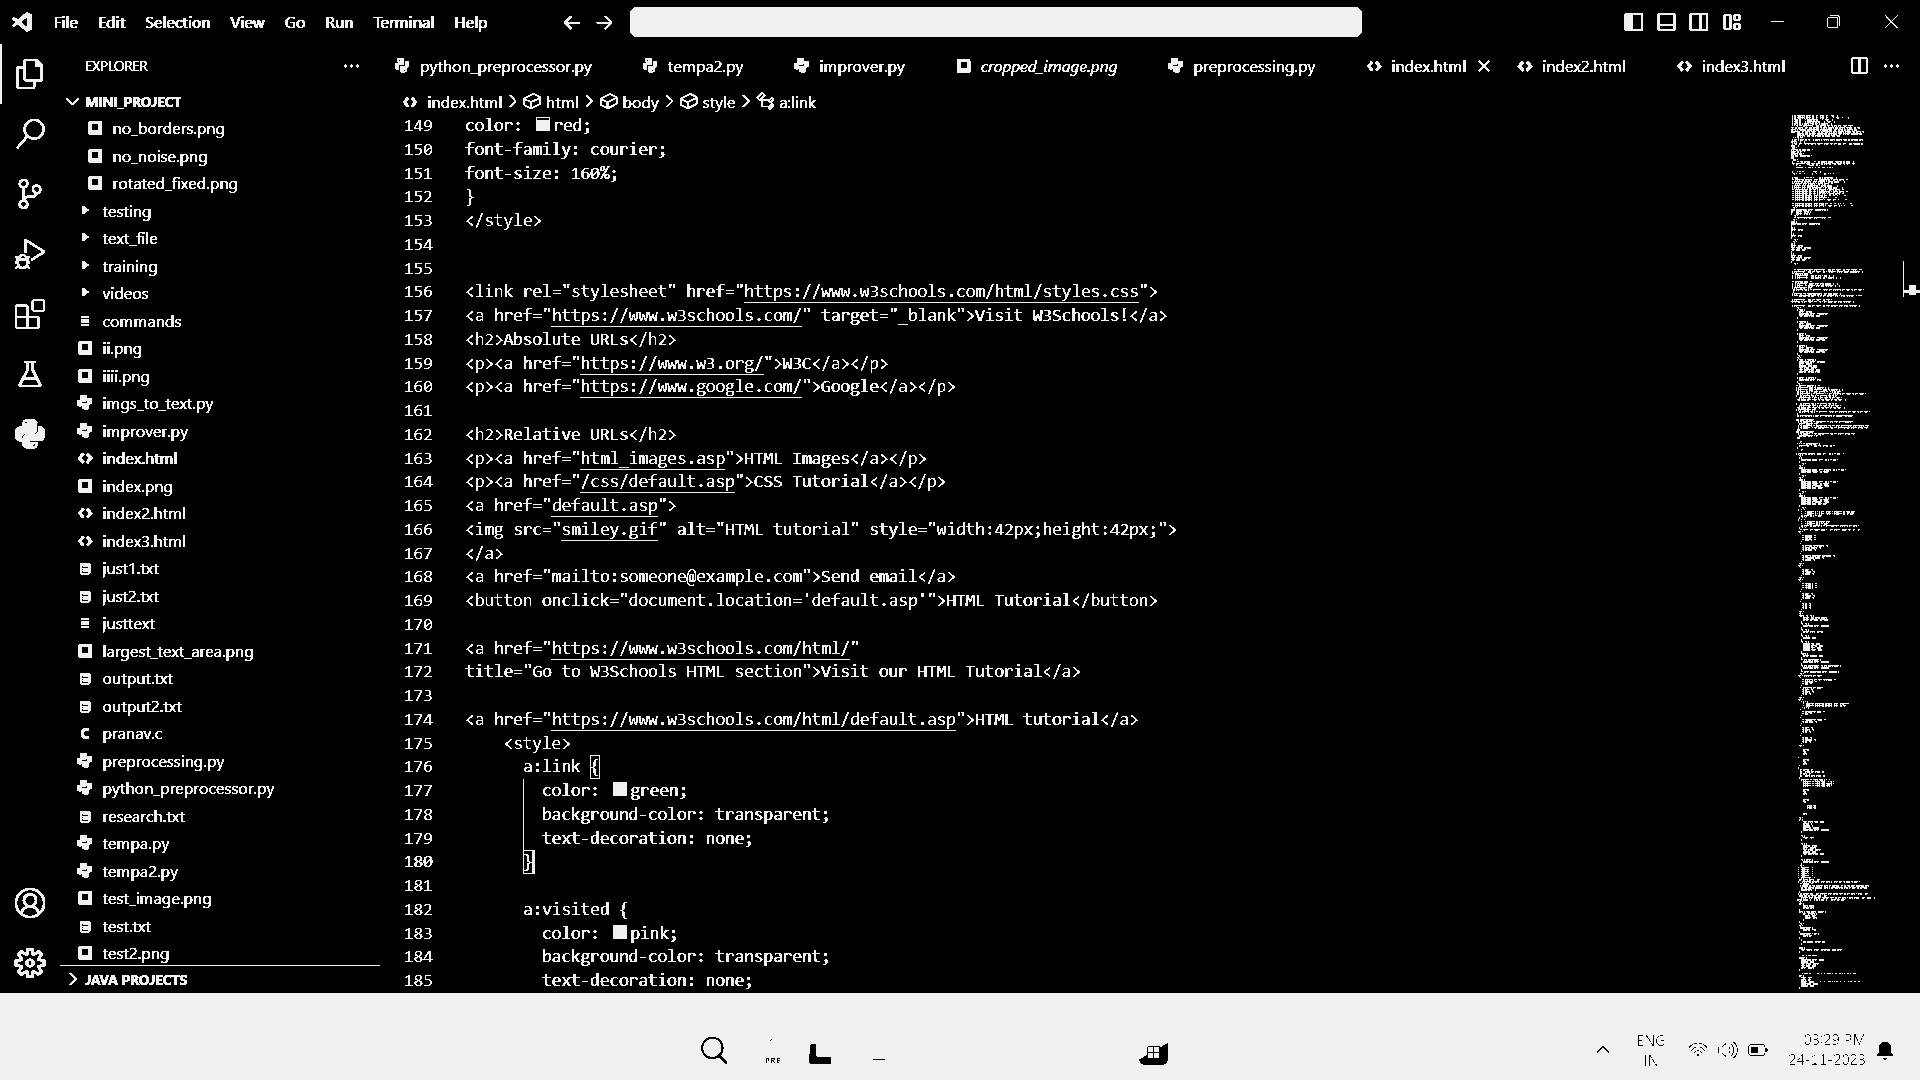 File Edit Selection View Go Run Terminal Help
EXPLORER
MINI_PROJECT
no_borders.png
no_noise.png
rotated_fixed.png
testing
text_file
training
videos
commands
ii.png
iiii.png
imgs_to_text.py
improver.py
index.html
index.png
index2.html
index3.html
just1.txt
just2.txt
justtext
largest_text_area.png
output.txt
output2.txt
pranav.c
preprocessing.py
python_preprocessor.py
research.txt
tempa.py
tempa2.py
test_image.png
test.txt
test2.png
JAVA PROJECTS
python_preprocessor.py tempa2.py improver.py cropped_image.png preprocessing.py index.html index2.html index3.html
index.html > html > body > style > a:link
149 color: red;
150 font-family: courier;
151 font-size: 160%;
152 }
153 </style>
154
155
156 <link rel="stylesheet" href="https://www.w3schools.com/html/styles.css">
157 <a href="https://www.w3schools.com/" target="_blank">Visit W3Schools!</a>
158 <h2>Absolute URLs</h2>
159 <p><a href="https://www.w3.org/">W3C</a></p>
160 <p><a href="https://www.google.com/">Google</a></p>
161
162 <h2>Relative URLs</h2>
163 <p><a href="html_images.asp">HTML Images</a></p>
164 <p><a href="/css/default.asp">CSS Tutorial</a></p>
165 <a href="default.asp">
166 <img src="smiley.gif" alt="HTML tutorial" style="width:42px;height:42px;">
167 </a>
168 <a href="mailto:someone@example.com">Send email</a>
169 <button onclick="document.location='default.asp'">HTML Tutorial</button>
170
171 <a href="https://www.w3schools.com/html/"
172 title="Go to W3Schools HTML section">Visit our HTML Tutorial</a>
173
174 <a href="https://www.w3schools.com/html/default.asp">HTML tutorial</a>
175 <style>
176 a:link {
177 color: green;
178 background-color: transparent;
179 text-decoration: none;
180 }
181
182 a:visited {
183 color: pink;
184 background-color: transparent;
185 text-decoration: none;
PRE
ENG
IN
03:29 PM
24-11-2023